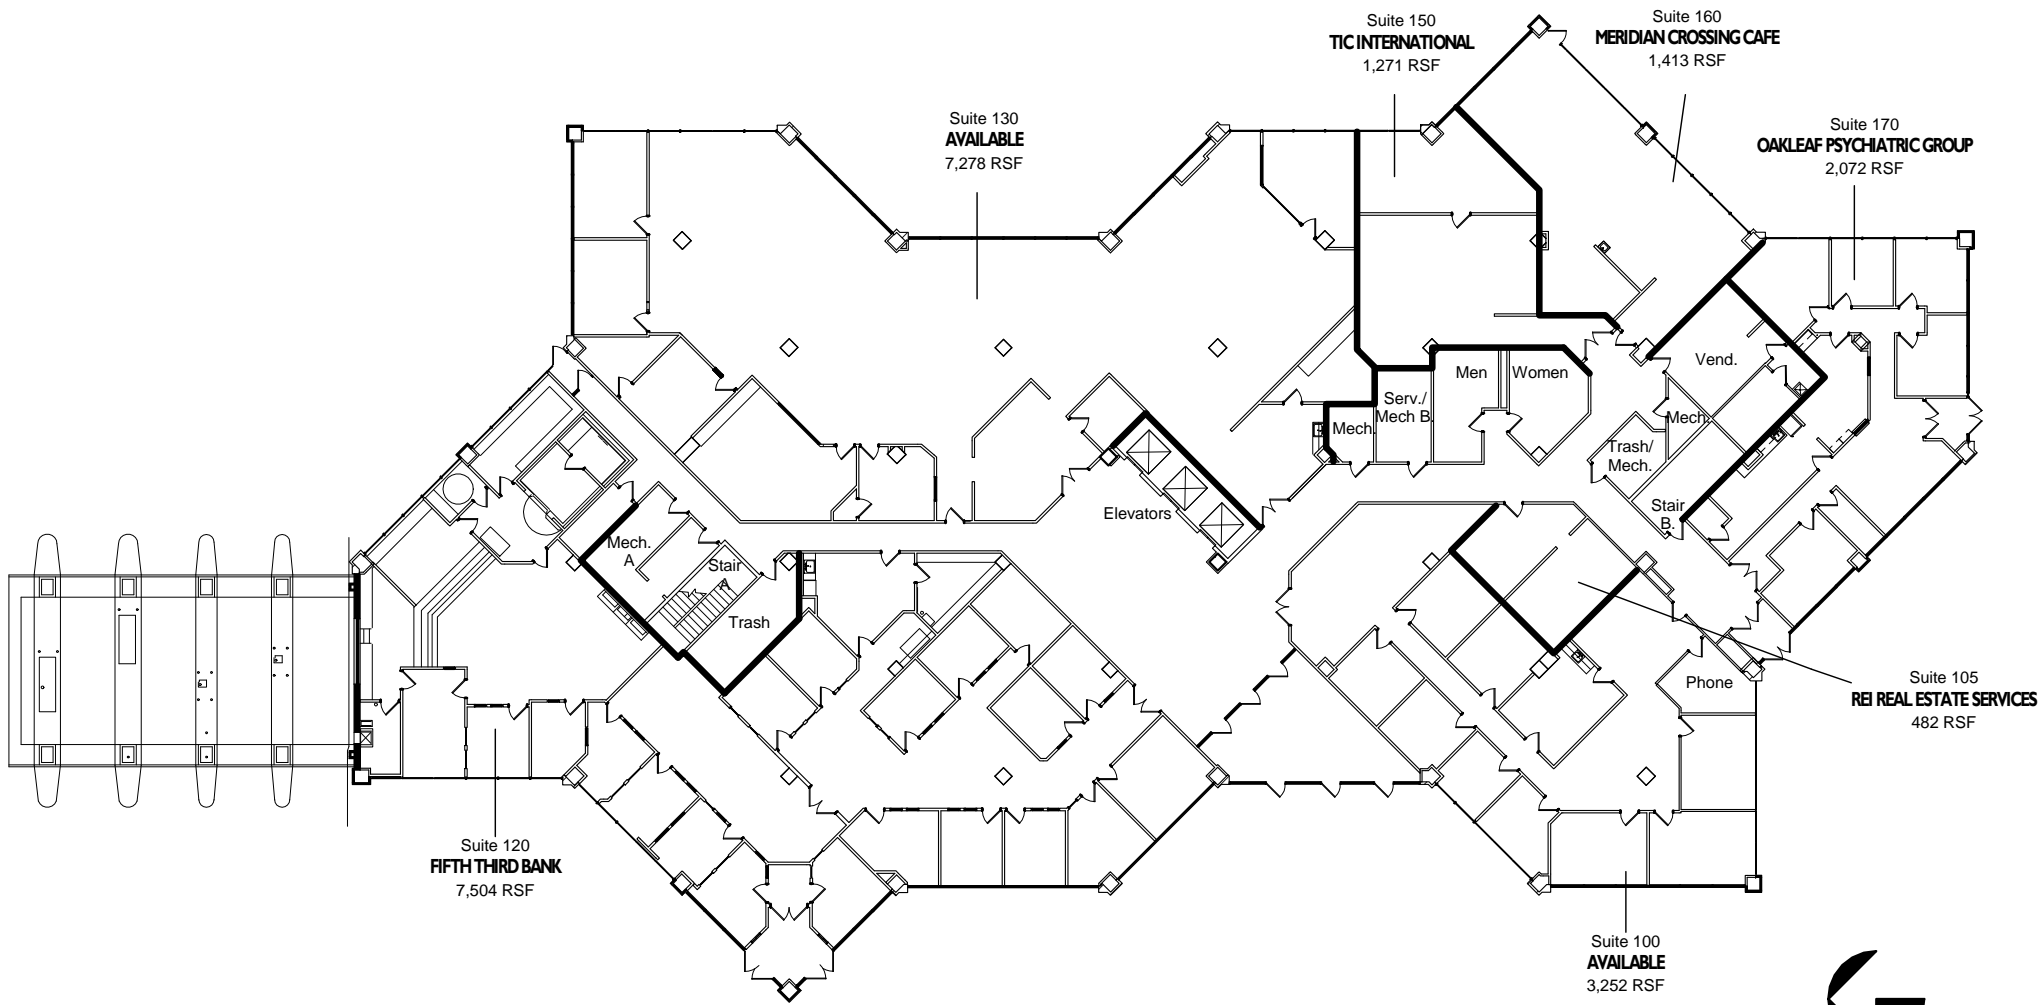 Suite 150
TIC INTERNATIONAL
1,271 RSF
Suite 160
MERIDIAN CROSSING CAFE
1,413 RSF
Suite 130
AVAILABLE
7,278 RSF
Suite 170
OAKLEAF PSYCHIATRIC GROUP
2,072 RSF
Vend.
Men
Women
Serv./
Mech B.
Mech.
Mech.
Trash/
Mech.
Stair
B.
Elevators
Mech.
A
Stair
A
Trash
Phone
Suite 105
REI REAL ESTATE SERVICES
482 RSF
Suite 120
FIFTH THIRD BANK
7,504 RSF
Suite 100
AVAILABLE
3,252 RSF